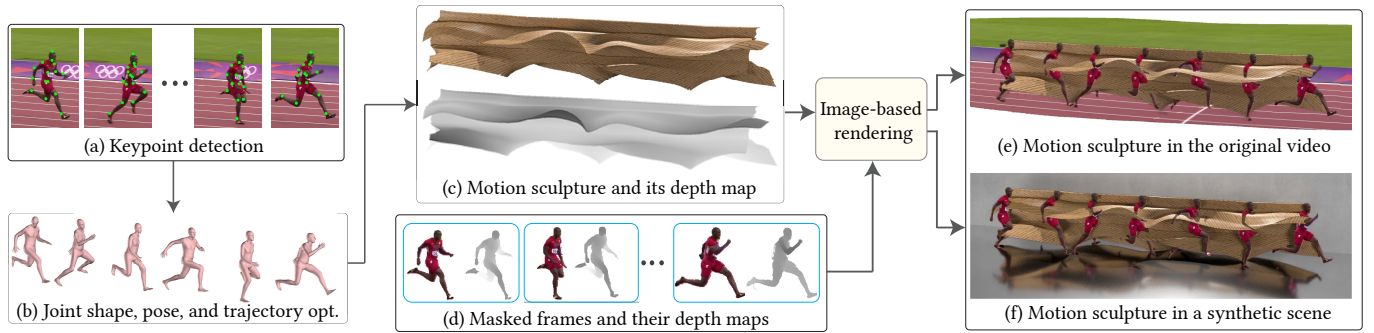 (a) Keypoint detection
(b) Joint shape, pose, and trajectory opt.
(c) Motion sculpture and its depth map
(d) Masked frames and their depth maps
Image-based
rendering
(e) Motion sculpture in the original video
(f) Motion sculpture in a synthetic scene